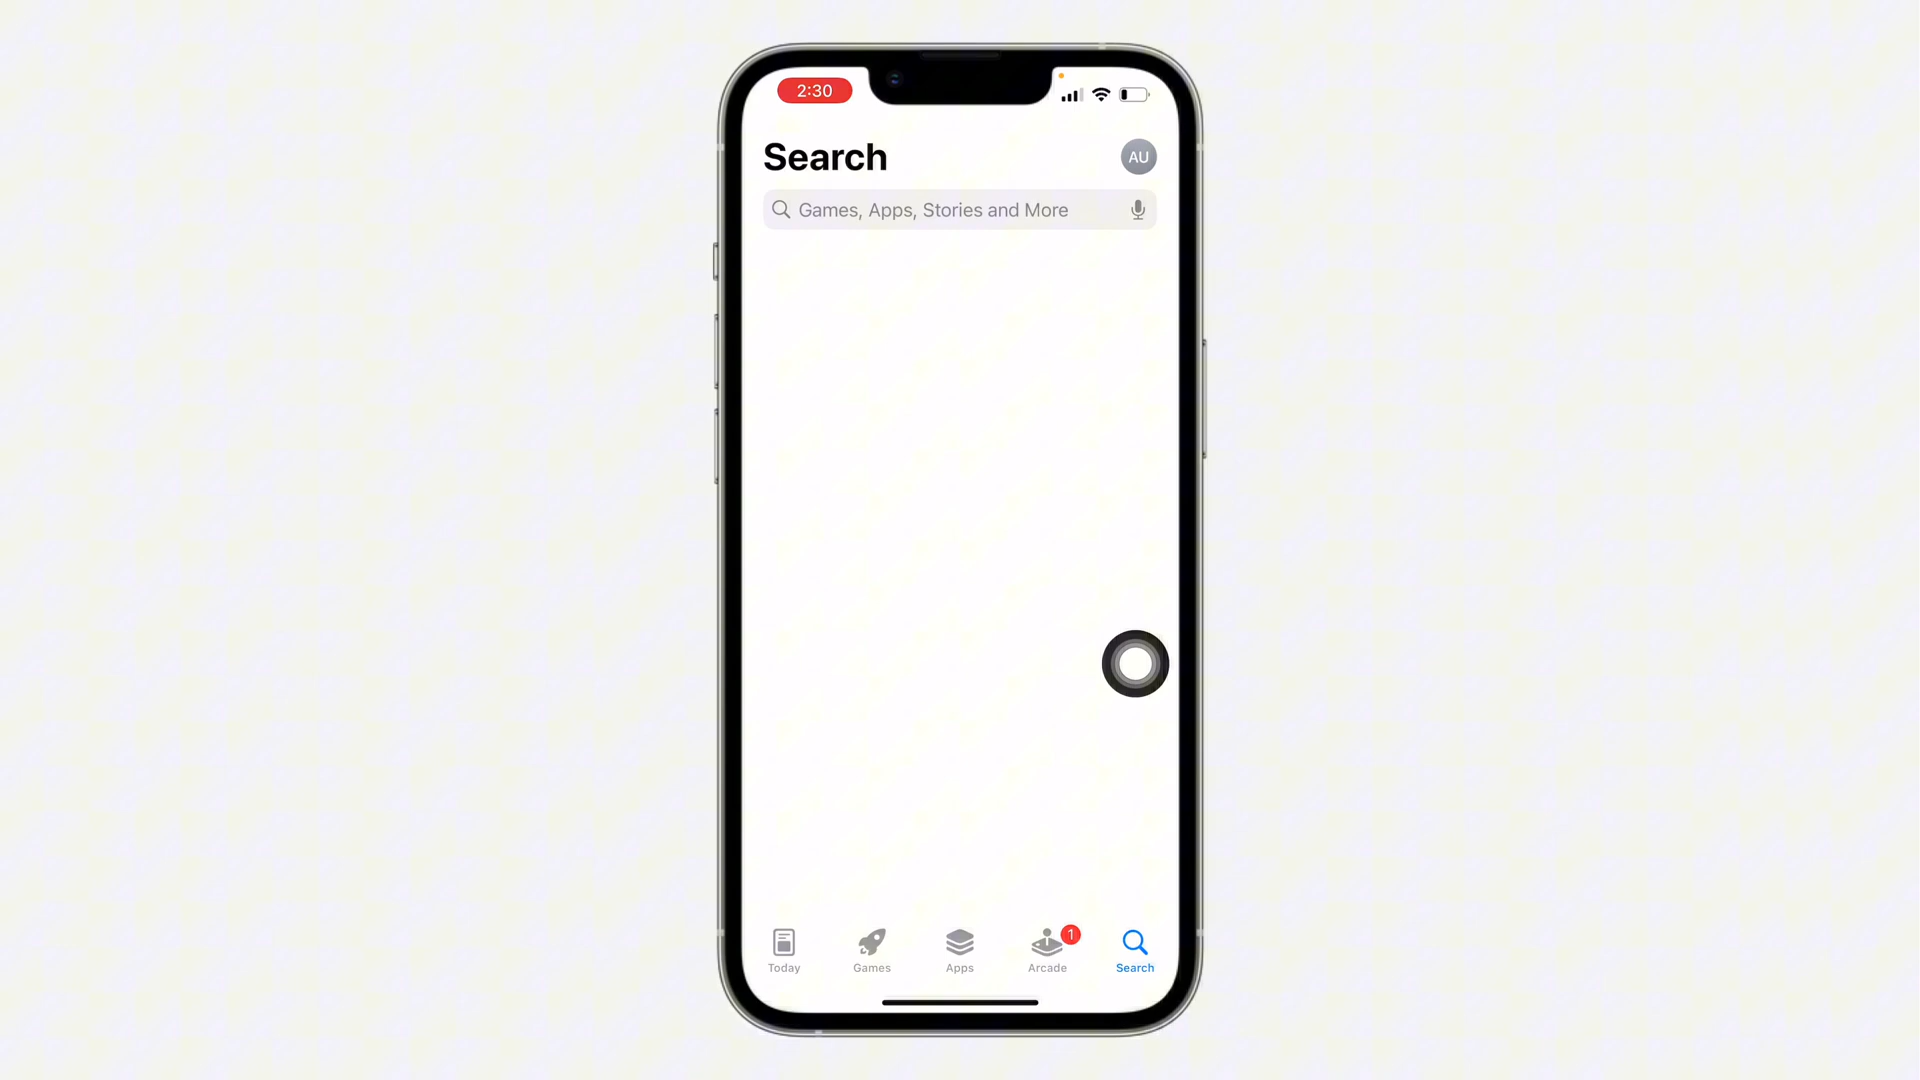 2:30
Search
AU
Games, Apps, Stories and More
1
Today
Games
Apps
Arcade
Search